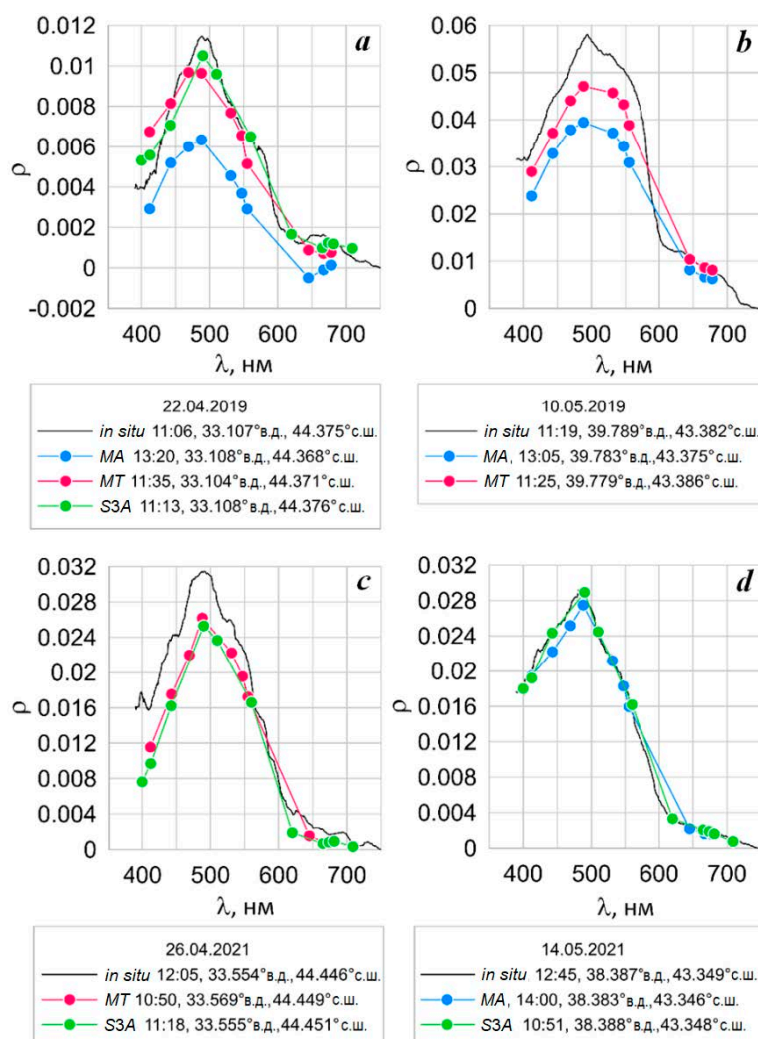 a
0.012
0.01
0.008
0.006
0.004
0.002
0
-0.002
ρ
400 500 600 700
λ, нм
22.04.2019
in situ 11:06, 33.107°в.д., 44.375°с.ш.
MA 13:20, 33.108°в.д., 44.368°с.ш.
MT 11:35, 33.104°в.д., 44.371°с.ш.
S3A 11:13, 33.108°в.д., 44.376°с.ш.
b
0.06
0.05
0.04
0.03
0.02
0.01
0
ρ
400 500 600 700
λ, нм
10.05.2019
in situ 11:19, 39.789°в.д., 43.382°с.ш.
MA, 13:05, 39.783°в.д., 43.375°с.ш.
MT 11:25, 39.779°в.д.,43.386°с.ш.
c
0.032
0.028
0.024
0.02
0.016
0.012
0.008
0.004
0
ρ
400 500 600 700
λ, нм
26.04.2021
in situ 12:05, 33.554°в.д., 44.446°с.ш.
MT 10:50, 33.569°в.д., 44.449°с.ш.
S3A 11:18, 33.555°в.д., 44.451°с.ш.
d
0.032
0.028
0.024
0.02
0.016
0.012
0.008
0.004
0
ρ
400 500 600 700
λ, нм
14.05.2021
in situ 12:45, 38.387°в.д., 43.349°с.ш.
MA, 14:00, 38.383°в.д., 43.346°с.ш.
S3A 10:51, 38.388°в.д., 43.348°с.ш.